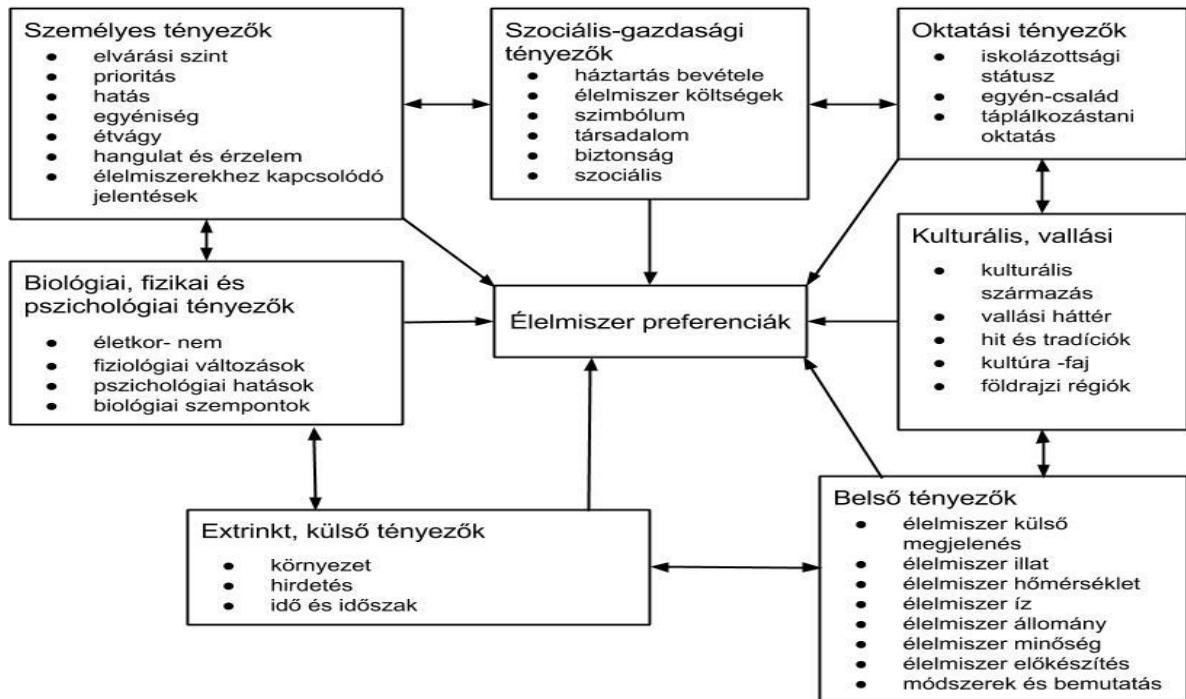 Személyes tényezők
● elvárási szint
● prioritás
● hatás
● egyéniség
● étvágy
● hangulat és érzelem
● élelmiszerekhez kapcsolódó
jelentések
Szociális-gazdasági
tényezők
● háztartás bevétele
● élelmiszer költségek
● szimbólum
● társadalom
● biztonság
● szociális
Oktatási tényezők
● iskolázottsági
státusz
● egyén-család
● táplálkozástani
oktatás
Biológiai, fizikai és
pszichológiai tényezők
● életkor- nem
● fiziológiai változások
● pszichológiai hatások
● biológiai szempontok
Élelmiszer preferenciák
Kulturális, vallási
● kulturális
származás
● vallási háttér
● hit és tradíciók
● kultúra -faj
● földrajzi régiók
Extrinkt, külső tényezők
● környezet
● hirdetés
● idő és időszak
Belső tényezők
● élelmiszer külső
megjelenés
● élelmiszer illat
● élelmiszer hőmérséklet
● élelmiszer íz
● élelmiszer állomány
● élelmiszer minőség
● élelmiszer előkészítés
● módszerek és bemutatás